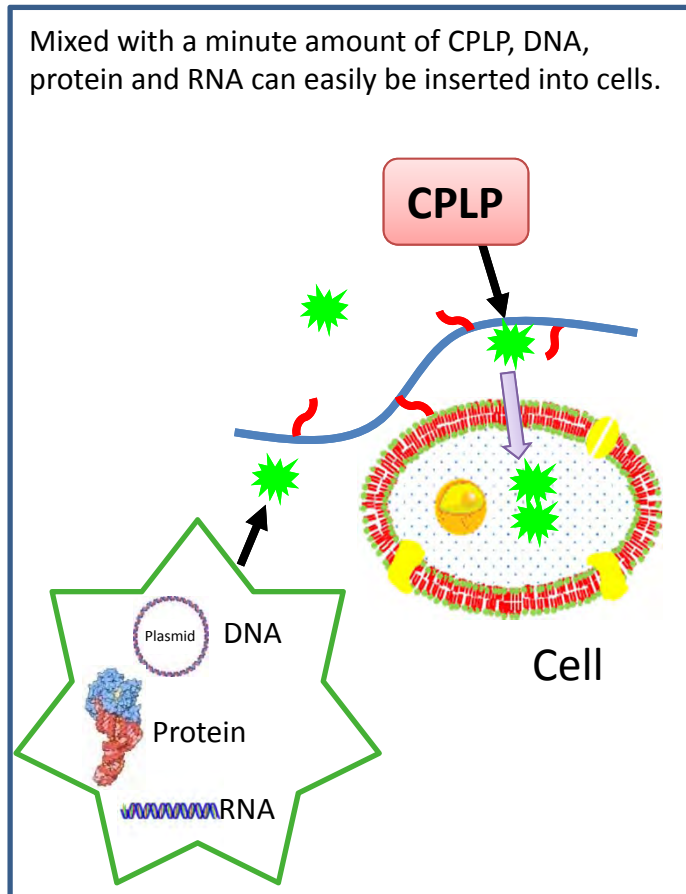 Mixed with a minute amount of CPLP, DNA,
protein and RNA can easily be inserted into cells.
CPLP
Plasmid
DNA
Cell
Protein
RNA